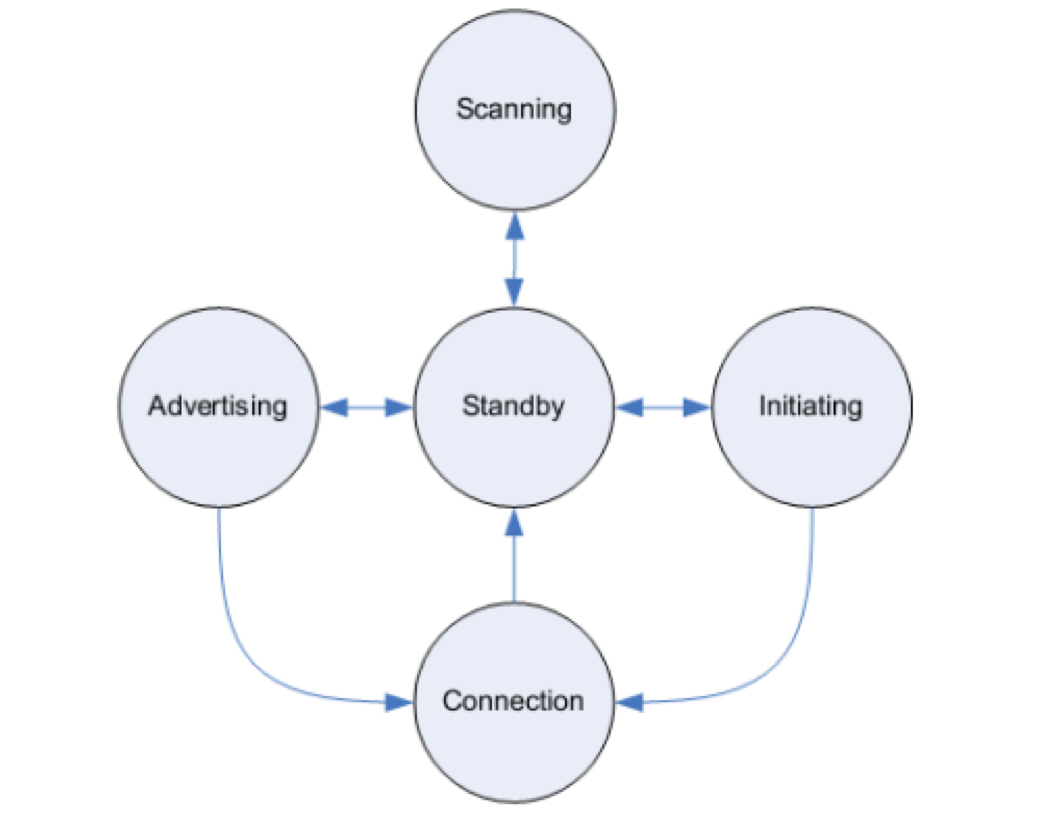 Scanning
Advertising
Standby
Initiating
Connection